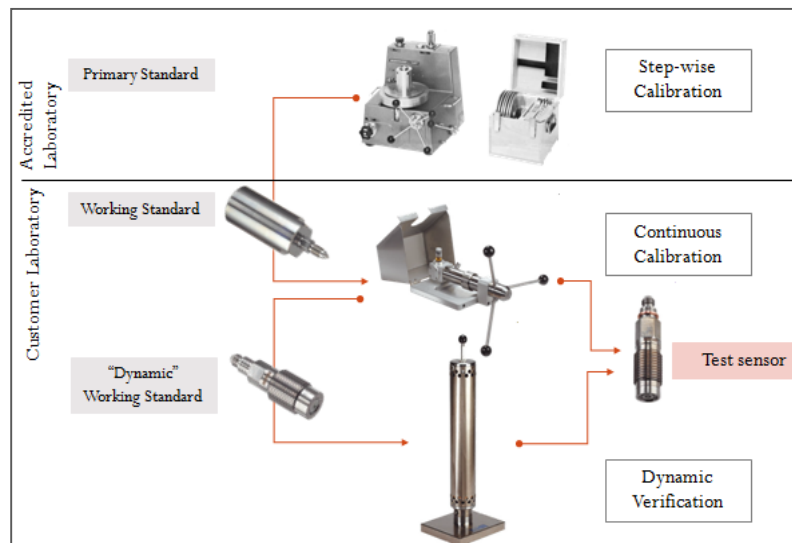 Accredited
Laboratory
Primary Standard
Step-wise
Calibration
Customer Laboratory
Working Standard
Continuous
Calibration
“Dynamic”
Working Standard
Test sensor
Dynamic
Verification